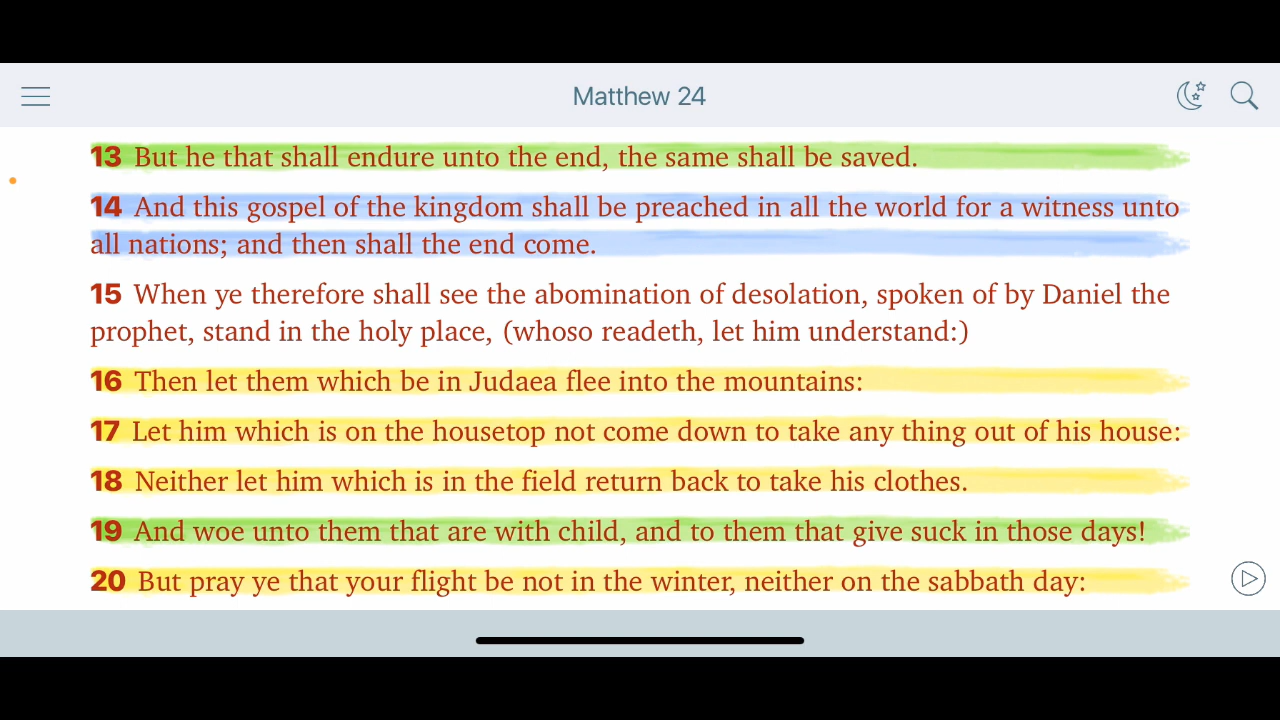 Matthew 24
13 But he that shall endure unto the end, the same shall be saved.
14 And this gospel of the kingdom shall be preached in all the world for a witness unto
all nations; and then shall the end come.
15 When ye therefore shall see the abomination of desolation, spoken of by Daniel the
prophet, stand in the holy place, (whoso readeth, let him understand:)
16 Then let them which be in Judaea flee into the mountains:
17 Let him which is on the housetop not come down to take any thing out of his house:
18 Neither let him which is in the field return back to take his clothes.
19 And woe unto them that are with child, and to them that give suck in those days!
20 But pray ye that your flight be not in the winter, neither on the sabbath day: